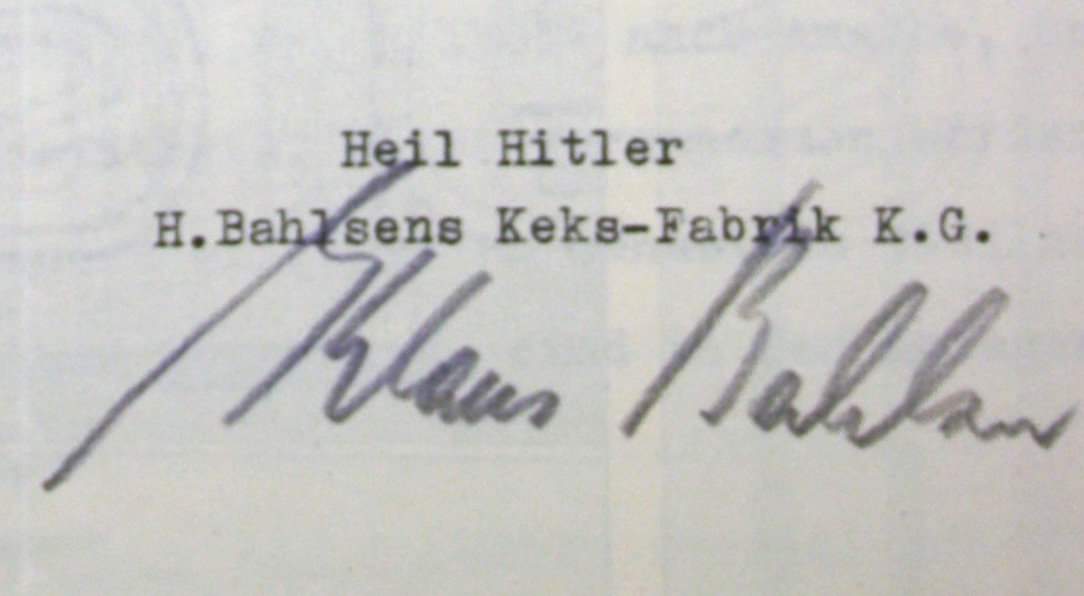 Heil Hitler
H.Bahlsens Keks-Fabrik K.G.
Klaus Bahlsen